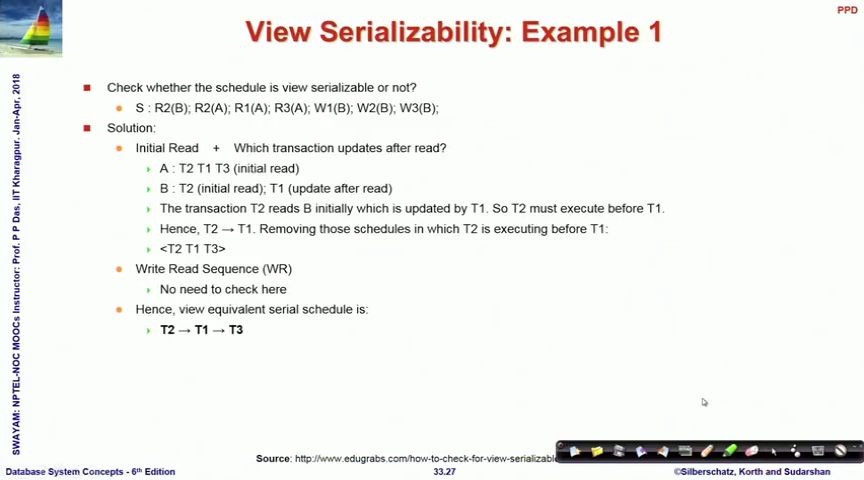 PPD
View Serializability: Example 1
Check whether the schedule is view serializable or not?
S : R2(B); R2(A); R1(A); R3(A); W1(B); W2(B); W3(B);
Solution:
Initial Read + Which transaction updates after read?
A : T2 T1 T3 (initial read)
B : T2 (initial read); T1 (update after read)
The transaction T2 reads B initially which is updated by T1. So T2 must execute before T1.
Hence, T2 → T1. Removing those schedules in which T2 is executing before T1:
<T2 T1 T3>
Write Read Sequence (WR)
No need to check here
Hence, view equivalent serial schedule is:
T2 → T1 → T3
SWAYAM: NPTEL-NOC MOOCs Instructor: Prof. P P Das, IIT Kharagpur. Jan-Apr, 2018
Source: http://www.edugrabs.com/how-to-check-for-view-serializable
Database System Concepts - 6th Edition
33.27
©Silberschatz, Korth and Sudarshan